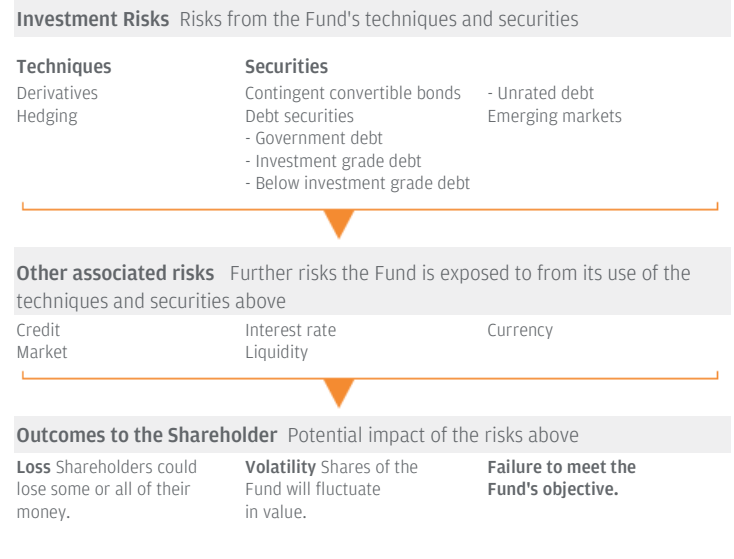 Investment Risks Risks from the Fund's techniques and securities
Techniques
Derivatives
Hedging
Securities
Contingent convertible bonds
Debt securities
- Government debt
- Investment grade debt
- Below investment grade debt
- Unrated debt
Emerging markets
Other associated risks Further risks the Fund is exposed to from its use of the
techniques and securities above
Credit
Market
Interest rate
Liquidity
Currency
Outcomes to the Shareholder Potential impact of the risks above
Loss Shareholders could
lose some or all of their
money.
Volatility Shares of the
Fund will fluctuate
in value.
Failure to meet the
Fund's objective.